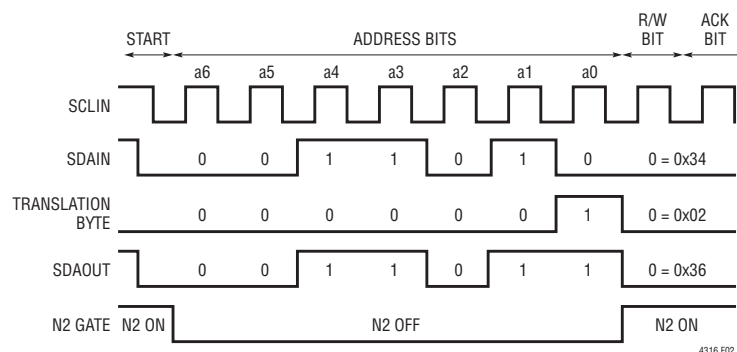 START ADDRESS BITS R/W BIT ACK BIT
a6 a5 a4 a3 a2 a1 a0
SCLIN
SDAIN 0 0 1 1 0 1 0 0 = 0x34
TRANSLATION BYTE 0 0 0 0 0 0 1 0 = 0x02
SDAOUT 0 0 1 1 0 1 1 0 = 0x36
N2 GATE N2 ON N2 OFF N2 ON
4316 F02